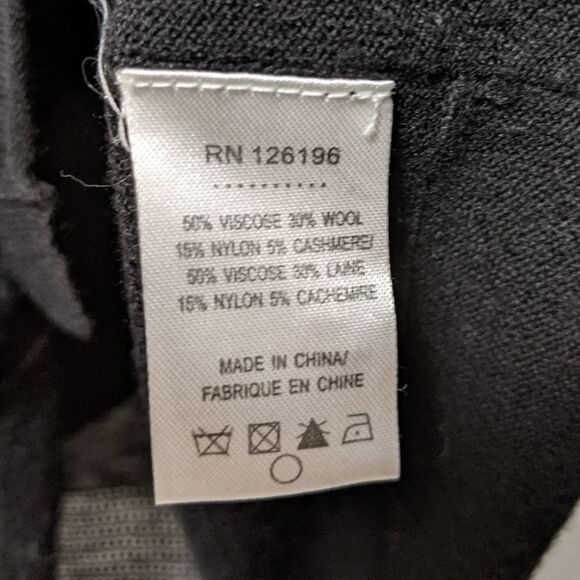 RN 126196
..........
50% VISCOSE 30% WOOL
15% NYLON 5% CASHMERE/
50% VISCOSE 30% LAINE
15% NYLON 5% CACHEMIRE
MADE IN CHINA/
FABRIQUE EN CHINE